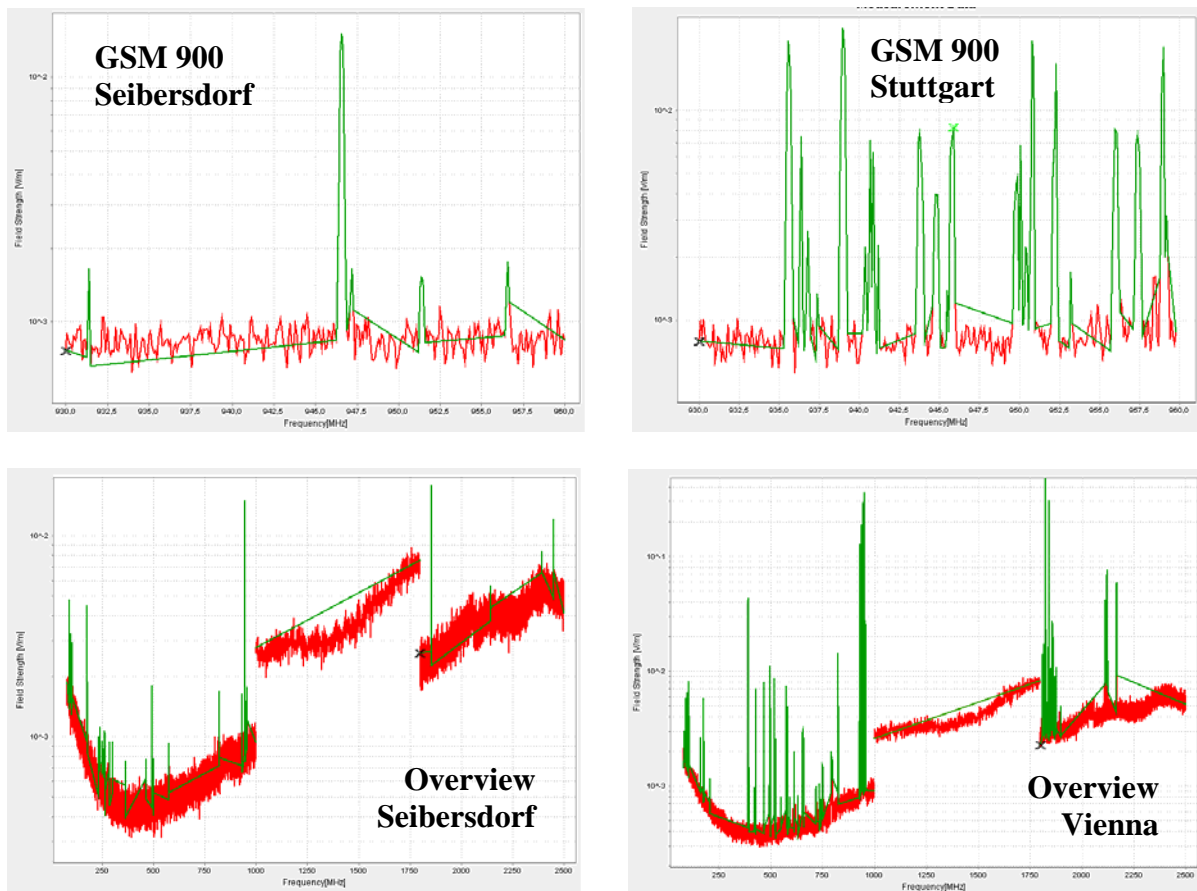 GSM 900
Seibersdorf
10^-2
10^-3
Field Strength [V/m]
930,0 932,5 935,0 937,5 940,0 942,5 945,0 947,5 950,0 952,5 955,0 957,5 960,0
Frequency[MHz]
GSM 900
Stuttgart
10^-2
10^-3
Field Strength [V/m]
930,0 932,5 935,0 937,5 940,0 942,5 945,0 947,5 950,0 952,5 955,0 957,5 960,0
Frequency[MHz]
10^-2
10^-3
Field Strength [V/m]
Overview
Seibersdorf
250 500 750 1000 1250 1500 1750 2000 2250 2500
Frequency[MHz]
10^-1
10^-2
10^-3
Field Strength [V/m]
Overview
Vienna
250 500 750 1000 1250 1500 1750 2000 2250 2500
Frequency[MHz]